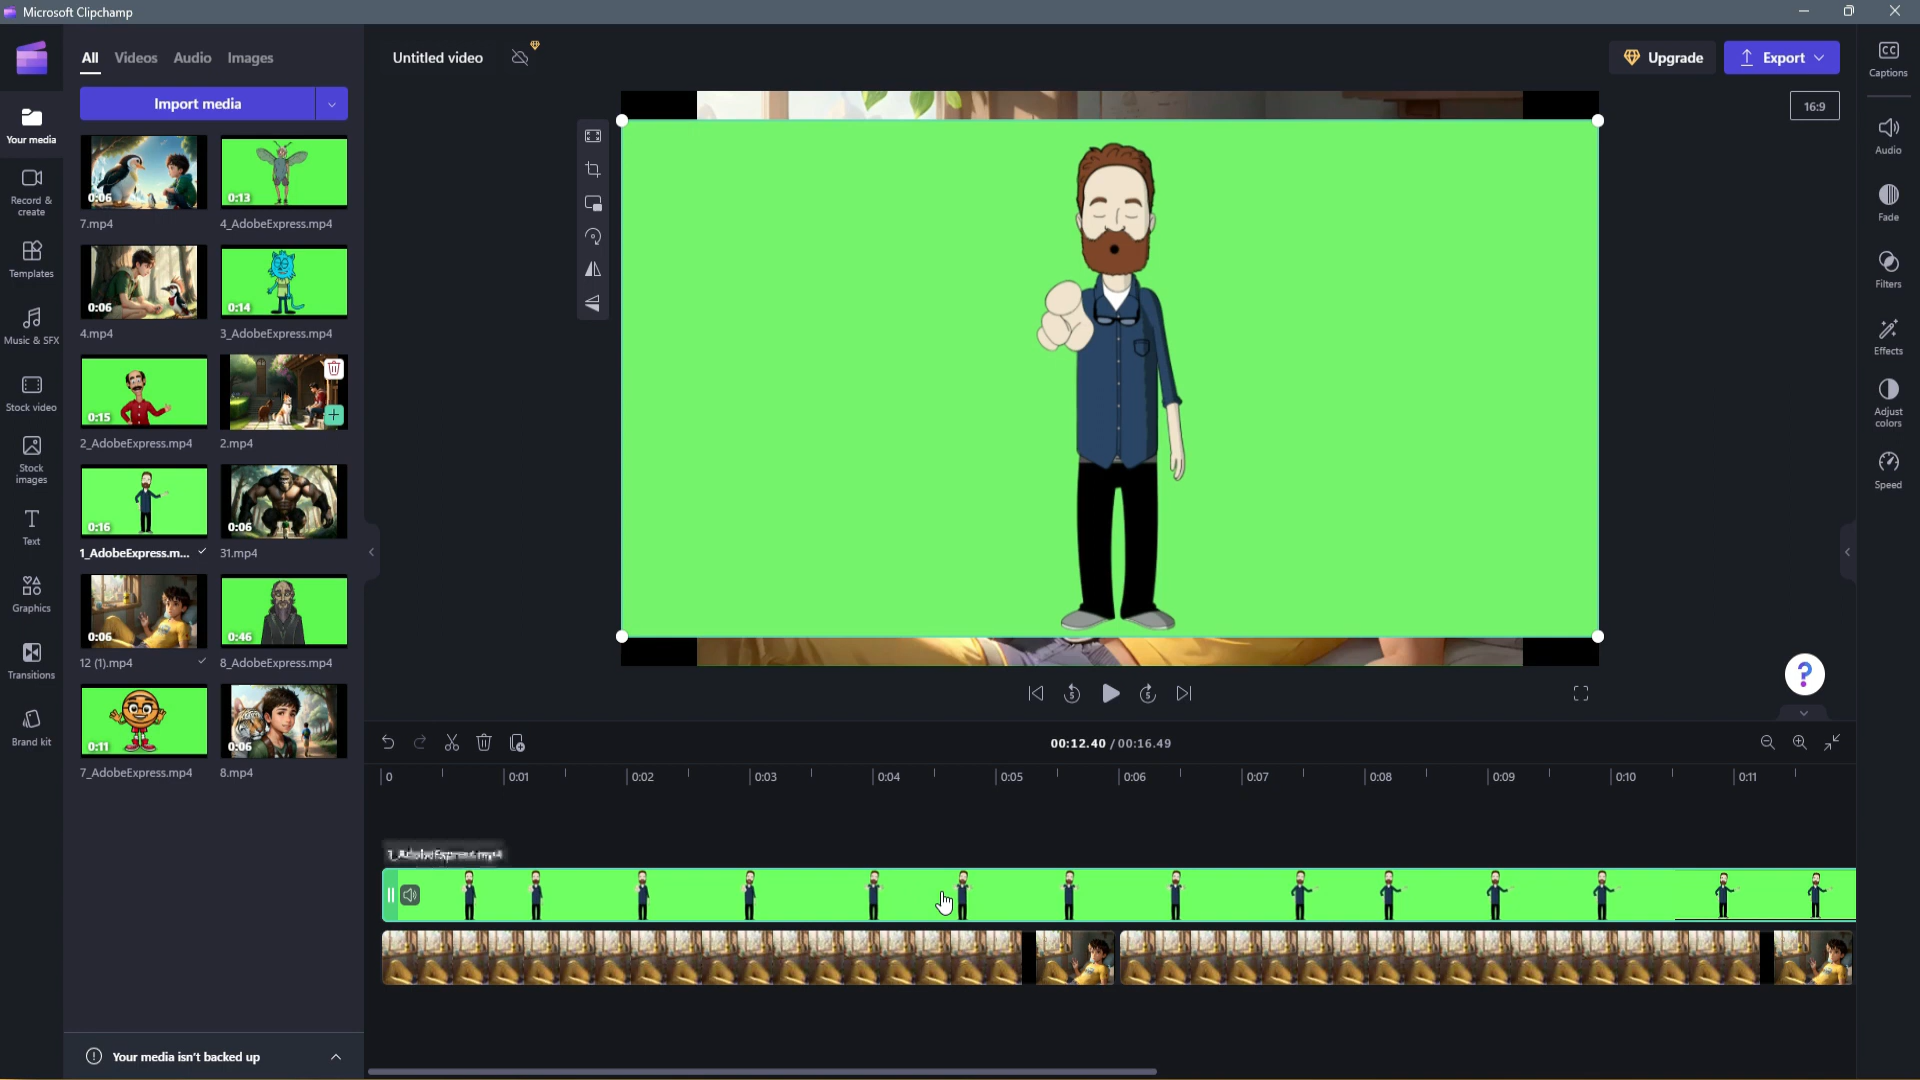 Microsoft Clipchamp
All Videos Audio Images
Import media
Untitled video
Upgrade
Export
Captions
16:9
Your media
Record & create
Templates
Music & SFX
Stock video
Stock images
Text
Graphics
Transitions
Brand kit
0:06
7.mp4
0:13
4_AdobeExpress.mp4
0:06
4.mp4
0:14
3_AdobeExpress.mp4
0:15
2_AdobeExpress.mp4
2.mp4
0:16
1_AdobeExpress.m...
0:06
31.mp4
0:06
12 (1).mp4
0:46
8_AdobeExpress.mp4
0:11
7_AdobeExpress.mp4
0:06
8.mp4
Your media isn't backed up
Audio
Fade
Filters
Effects
Adjust colors
Speed
5
5
?
00:12.40 / 00:16.49
0 0:01 0:02 0:03 0:04 0:05 0:06 0:07 0:08 0:09 0:10 0:11
1_AdobeExpress.mp4